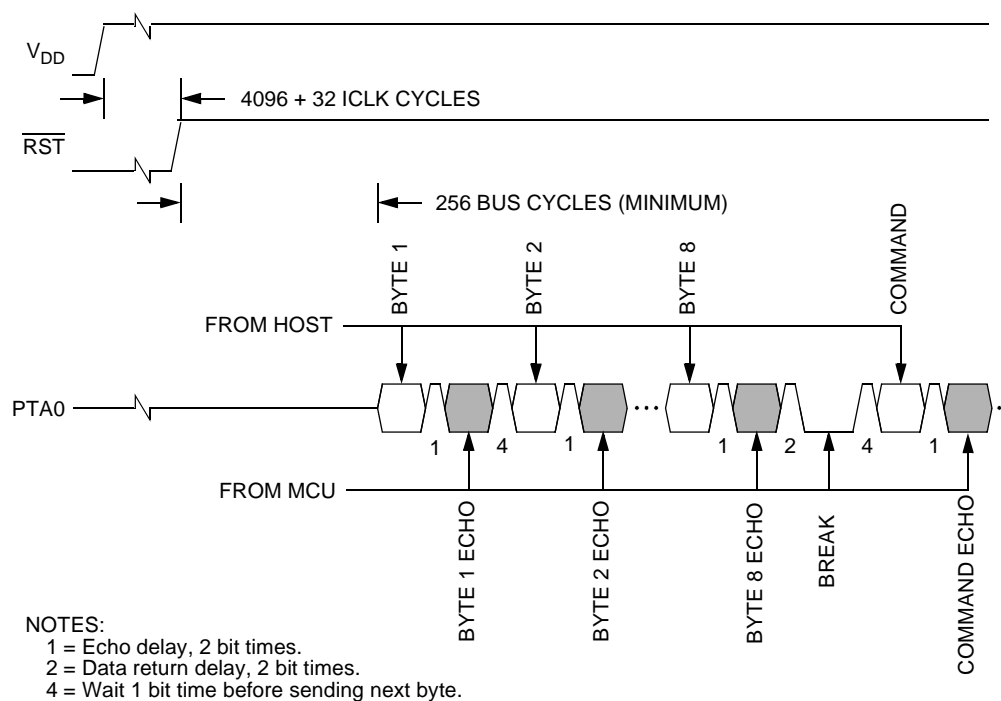 VDD
4096 + 32 ICLK CYCLES
RST
256 BUS CYCLES (MINIMUM)
BYTE 1
BYTE 2
BYTE 8
COMMAND
FROM HOST
PTA0
1
4
1
1
2
4
1
FROM MCU
BYTE 1 ECHO
BYTE 2 ECHO
BYTE 8 ECHO
BREAK
COMMAND ECHO
NOTES:
1 = Echo delay, 2 bit times.
2 = Data return delay, 2 bit times.
4 = Wait 1 bit time before sending next byte.